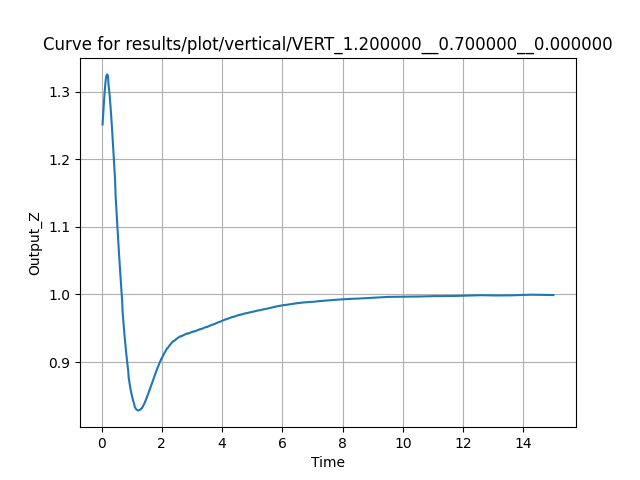 Curve for results/plot/vertical/VERT_1.200000__0.700000__0.000000
1.3
1.2
1.1
1.0
0.9
Output_Z
0 2 4 6 8 10 12 14
Time